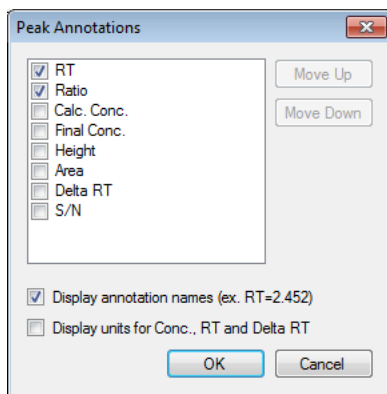 Peak Annotations
RT
Ratio
Calc. Conc.
Final Conc.
Height
Area
Delta RT
S/N
Move Up
Move Down
Display annotation names (ex. RT=2.452)
Display units for Conc., RT and Delta RT
OK Cancel